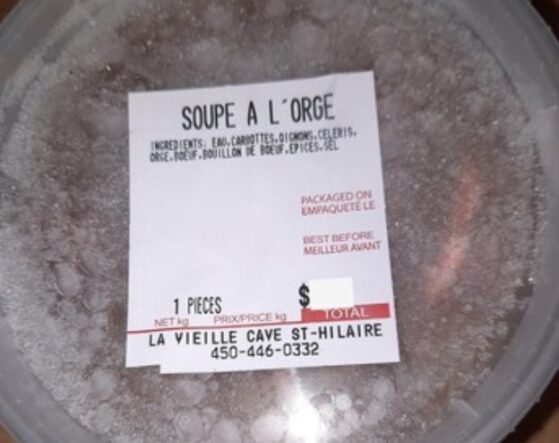 SOUPE A L'ORGE
INGREDIENTS: EAU,CAROTTES,OIGNONS,CELERIS,
ORGE,BOEUF,BOUILLON DE BOEUF,EPICES,SEL
PACKAGED ON
EMPAQUETÉ LE
BEST BEFORE
MEILLEUR AVANT
1 PIECES $
NET kg PRIX/PRICE kg TOTAL
LA VIEILLE CAVE ST-HILAIRE
450-446-0332